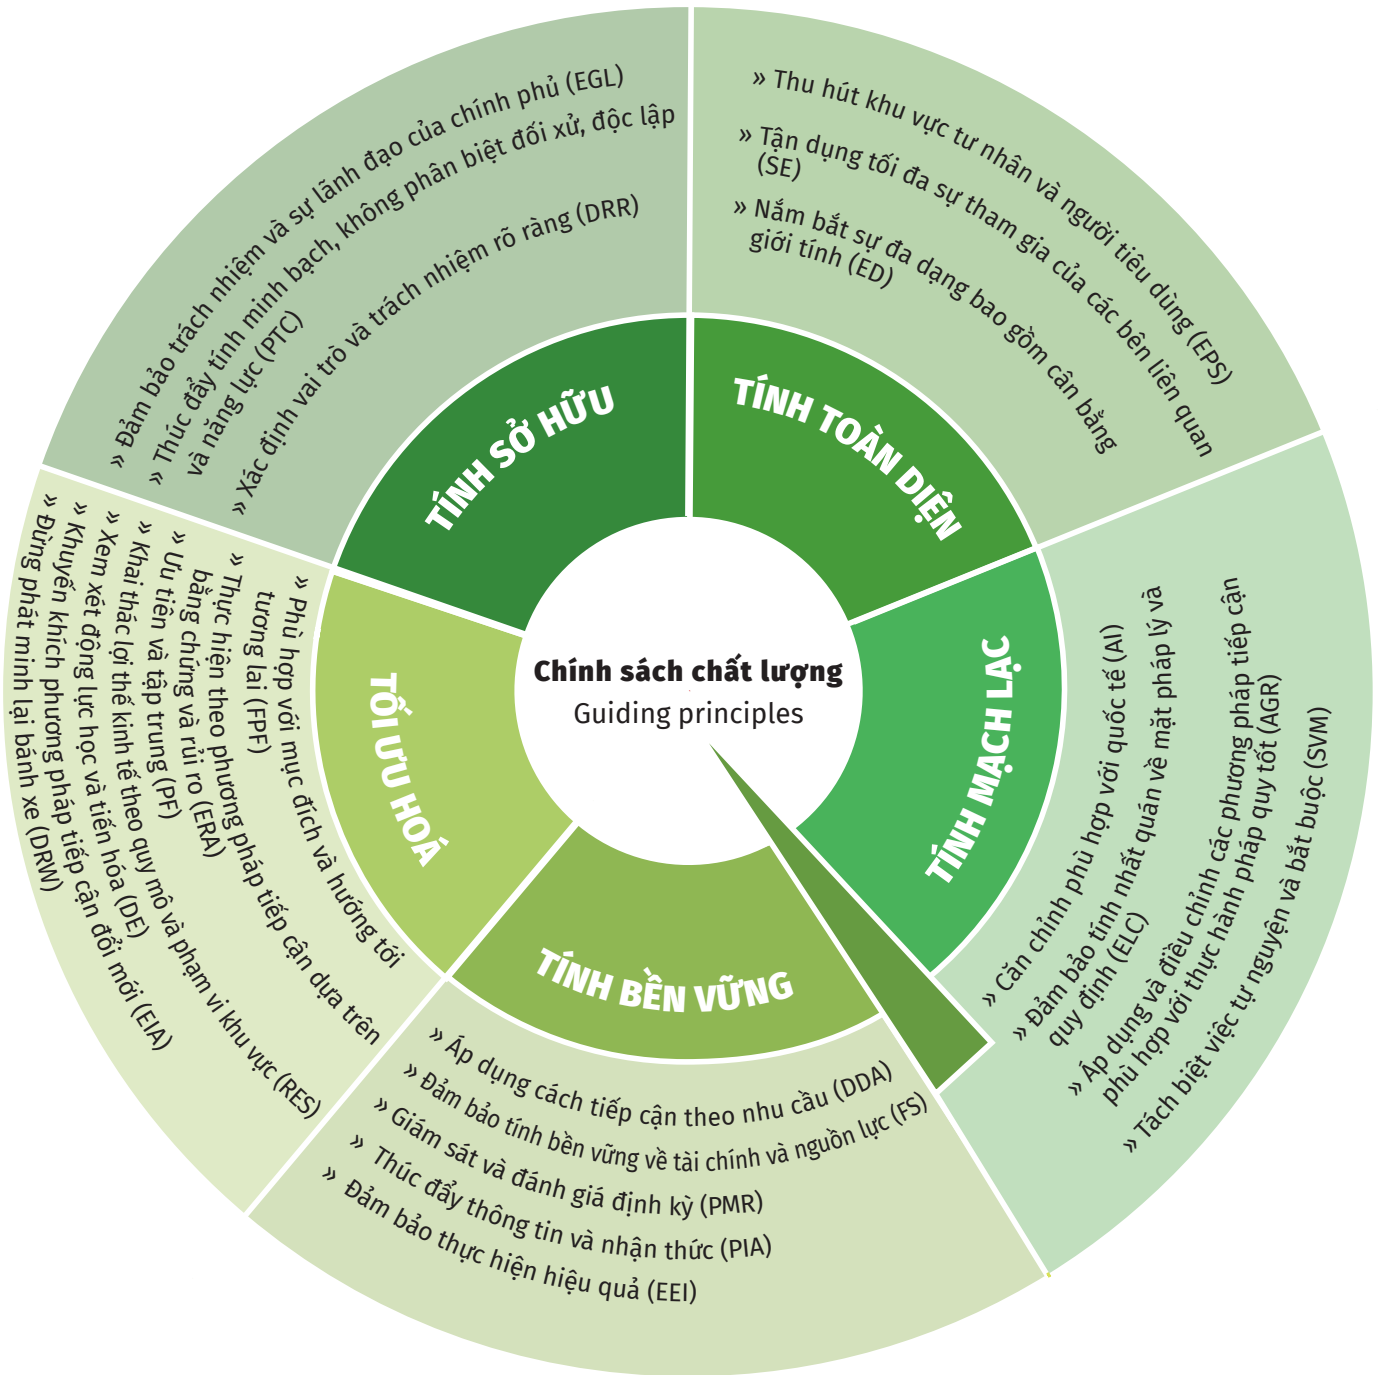 Chính sách chất lượng
Guiding principles
TÍNH SỞ HỮU
» Đảm bảo trách nhiệm và sự lãnh đạo của chính phủ (EGL)
» Thúc đẩy tính minh bạch, không phân biệt đối xử, độc lập
và năng lực (PTC)
» Xác định vai trò và trách nhiệm rõ ràng (DRR)
TÍNH TOÀN DIỆN
» Thu hút khu vực tư nhân và người tiêu dùng (EPS)
» Tận dụng tối đa sự tham gia của các bên liên quan
(SE)
» Nắm bắt sự đa dạng bao gồm cân bằng
giới tính (ED)
TÍNH MẠCH LẠC
» Căn chỉnh phù hợp với quốc tế (AI)
» Đảm bảo tính nhất quán về mặt pháp lý và
quy định (ELC)
» Áp dụng và điều chỉnh các phương pháp tiếp cận
phù hợp với thực hành pháp quy tốt (AGR)
» Tách biệt việc tự nguyện và bắt buộc (SVM)
TÍNH BỀN VỮNG
» Áp dụng cách tiếp cận theo nhu cầu (DDA)
» Đảm bảo tính bền vững về tài chính và nguồn lực (FS)
» Giám sát và đánh giá định kỳ (PMR)
» Thúc đẩy thông tin và nhận thức (PIA)
» Đảm bảo thực hiện hiệu quả (EEI)
TỐI ƯU HOÁ
» Phù hợp với mục đích và hướng tới
tương lai (FPF)
» Thực hiện theo phương pháp tiếp cận dựa trên
bằng chứng và rủi ro (ERA)
» Ưu tiên và tập trung (PF)
» Khai thác lợi thế kinh tế theo quy mô và phạm vi khu vực (RES)
» Xem xét động lực học và tiến hóa (DE)
» Khuyến khích phương pháp tiếp cận đổi mới (EIA)
» Đừng phát minh lại bánh xe (DRW)